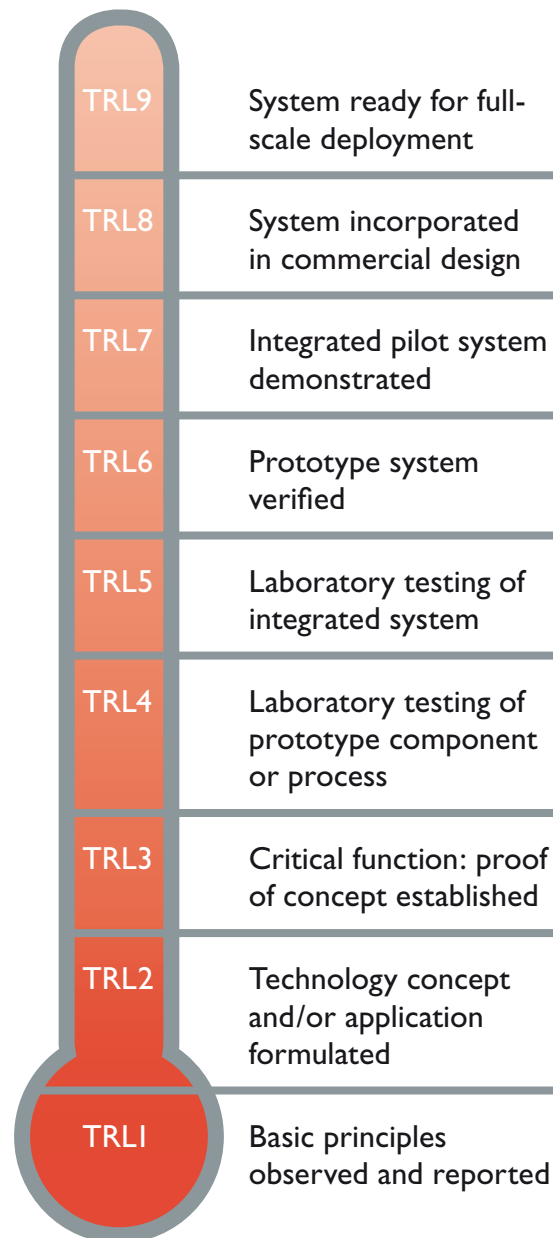 TRL9
System ready for full-
scale deployment
TRL8
System incorporated
in commercial design
TRL7
Integrated pilot system
demonstrated
TRL6
Prototype system
verified
TRL5
Laboratory testing of
integrated system
TRL4
Laboratory testing of
prototype component
or process
TRL3
Critical function: proof
of concept established
TRL2
Technology concept
and/or application
formulated
TRL1
Basic principles
observed and reported